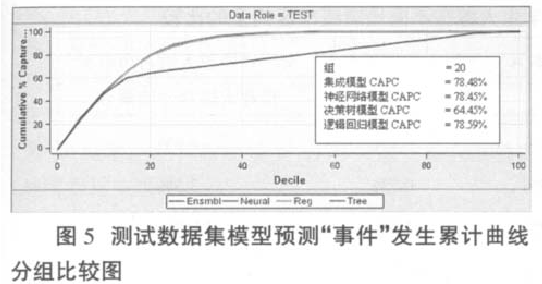 Data Role = TEST
Cumulative % Capture...
100
80
60
40
20
0
组 = 20
集成模型 CAPC = 78.48%
神经网络模型 CAPC = 78.45%
决策树模型 CAPC = 64.45%
逻辑回归模型 CAPC = 78.59%
0 20 40 60 80 100
Decile
Ensmbl Neural Reg Tree
图 5 测试数据集模型预测“事件”发生累计曲线
分组比较图